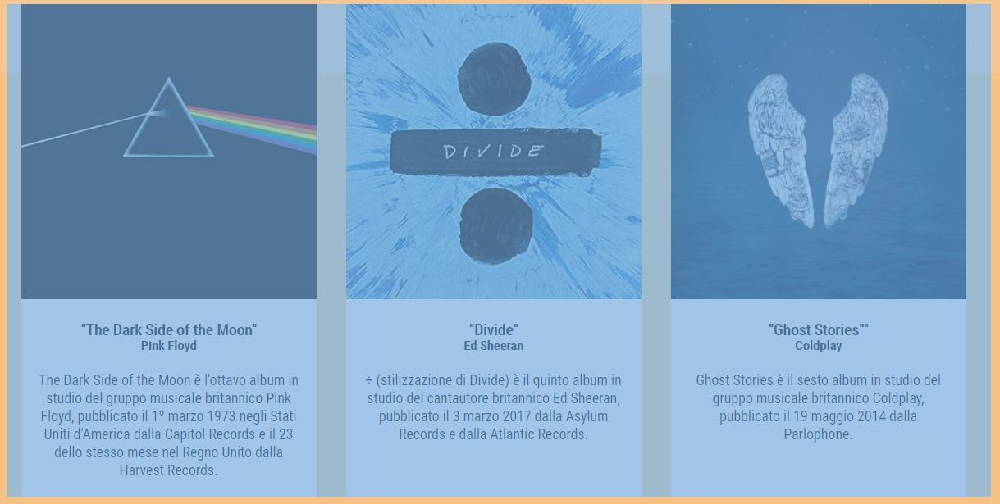 DIVIDE
"The Dark Side of the Moon"
Pink Floyd
The Dark Side of the Moon è l'ottavo album in
studio del gruppo musicale britannico Pink
Floyd, pubblicato il 1º marzo 1973 negli Stati
Uniti d'America dalla Capitol Records e il 23
dello stesso mese nel Regno Unito dalla
Harvest Records.
"Divide"
Ed Sheeran
÷ (stilizzazione di Divide) è il quinto album in
studio del cantautore britannico Ed Sheeran,
pubblicato il 3 marzo 2017 dalla Asylum
Records e dalla Atlantic Records.
"Ghost Stories""
Coldplay
Ghost Stories è il sesto album in studio del
gruppo musicale britannico Coldplay,
pubblicato il 19 maggio 2014 dalla
Parlophone.